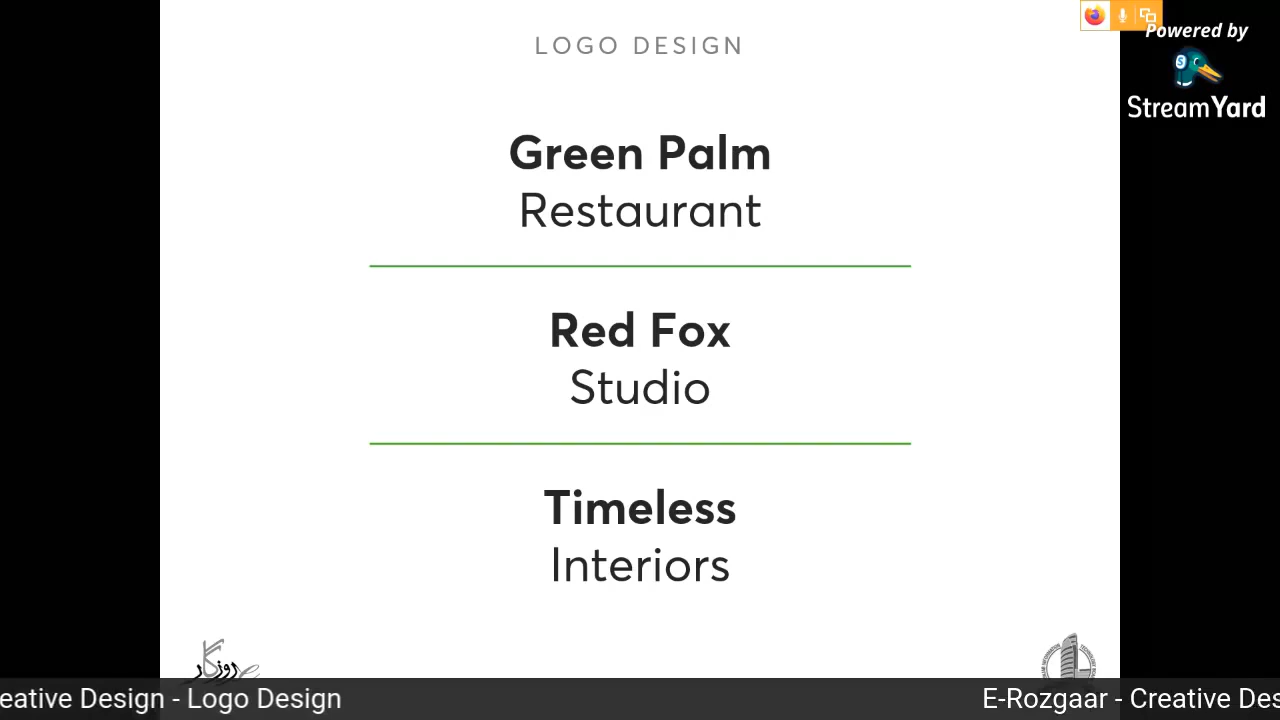 LOGO DESIGN
Powered by
StreamYard
Green Palm
Restaurant
Red Fox
Studio
Timeless
Interiors
روزگار
eative Design - Logo Design
E-Rozgaar - Creative Des